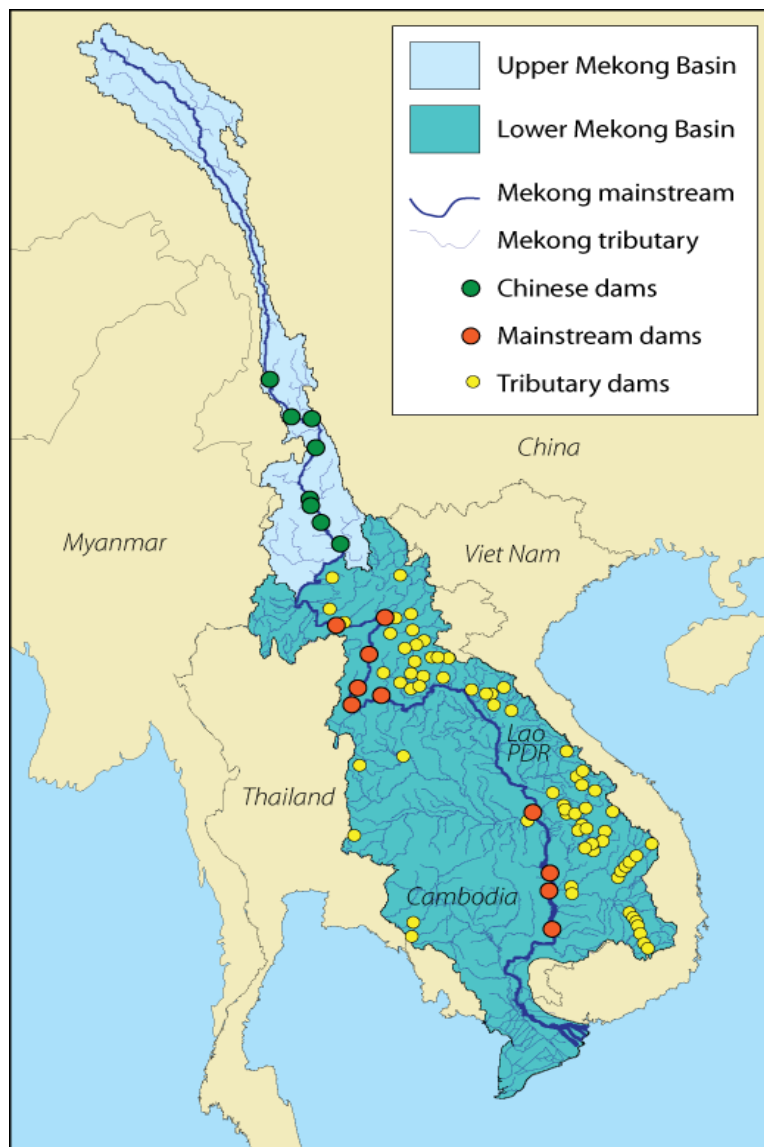 Upper Mekong Basin
Lower Mekong Basin
Mekong mainstream
Mekong tributary
Chinese dams
Mainstream dams
Tributary dams
China
Myanmar
Viet Nam
Lao
PDR
Thailand
Cambodia